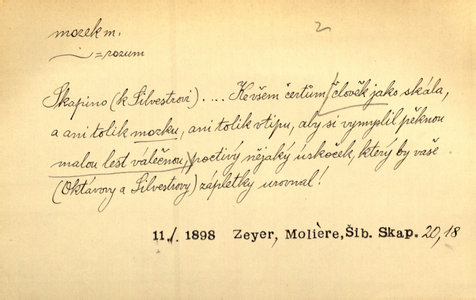 mozek m.
2
= rozum
Skapino (k Silvestrovi) .... Ke všem čertům, člověk jako skála,
a ani tolik mozku, ani tolik vtipu, aby si vymyslil pěknou
malou lest válečnou, poctivý nějaký úskoček, který by vaše
(Oktávovy a Silvestrovy) zápletky urovnal!
11./. 1898 Zeyer, Molière, Šib. Skap. 20, 18